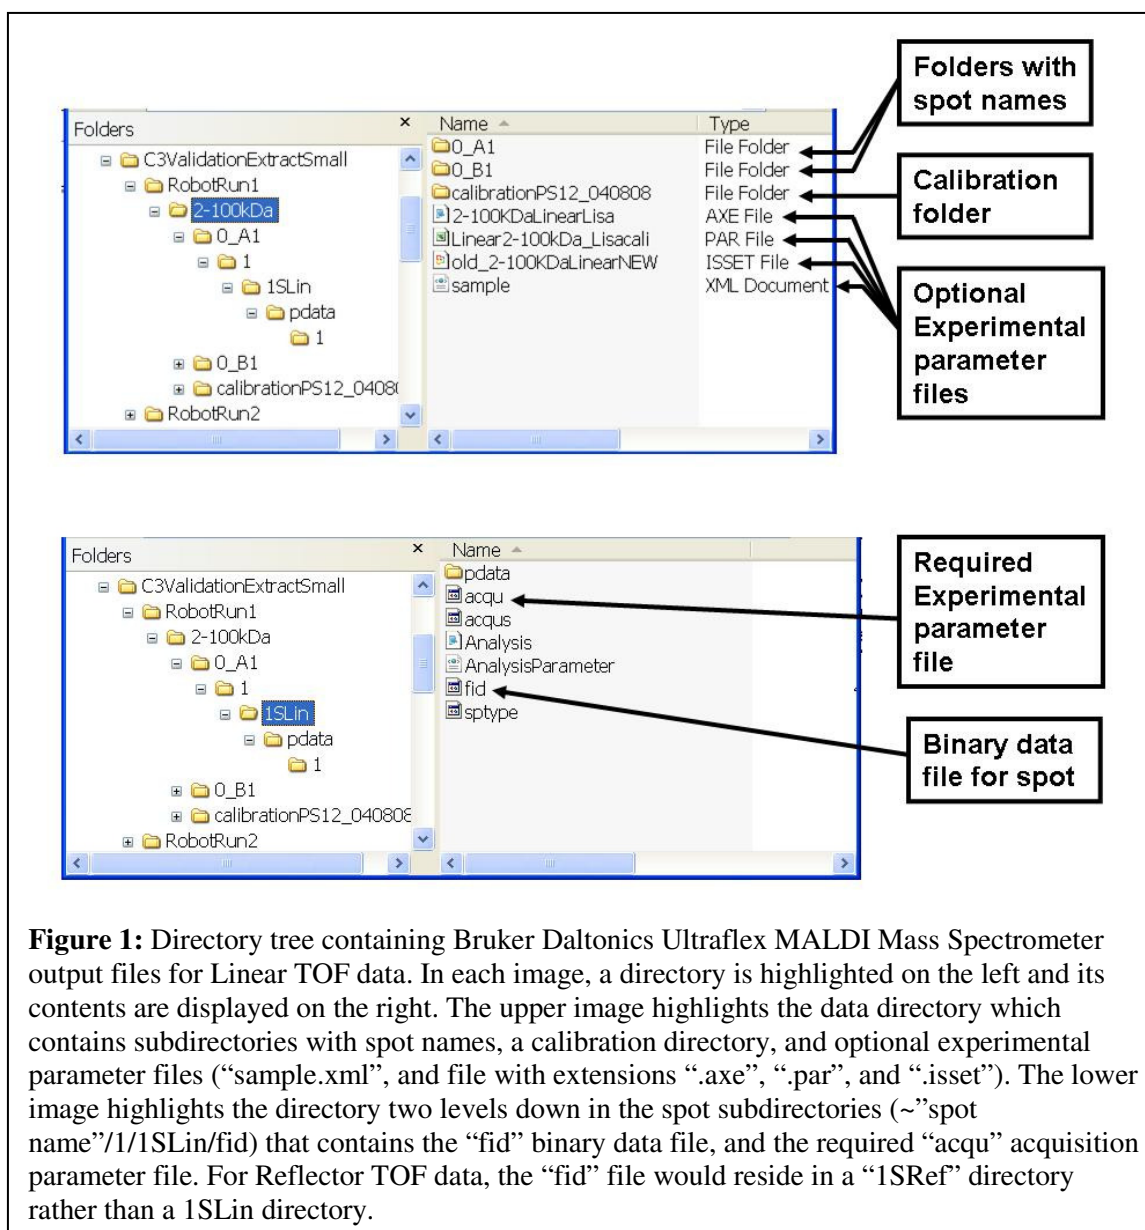 Folders with
spot names
Folders ×
Name Type
C3ValidationExtractSmall
RobotRun1
2-100kDa
0_A1
1
1SLin
pdata
1
0_B1
calibrationPS12_0408(
RobotRun2
0_A1 File Folder
0_B1 File Folder
calibrationPS12_040808 File Folder
2-100KDaLinearLisa AXE File
Linear2-100kDa_Lisacali PAR File
old_2-100KDaLinearNEW ISSET File
sample XML Document
Calibration
folder
Optional
Experimental
parameter
files
Folders ×
Name
C3ValidationExtractSmall
RobotRun1
2-100kDa
0_A1
1
1SLin
pdata
1
0_B1
calibrationPS12_040808
RobotRun2
pdata
acqu
acqus
Analysis
AnalysisParameter
fid
sptype
Required
Experimental
parameter
file
Binary data
file for spot
Figure 1: Directory tree containing Bruker Daltonics Ultraflex MALDI Mass Spectrometer
output files for Linear TOF data. In each image, a directory is highlighted on the left and its
contents are displayed on the right. The upper image highlights the data directory which
contains subdirectories with spot names, a calibration directory, and optional experimental
parameter files (“sample.xml”, and file with extensions “.axe”, “.par”, and “.isset”). The lower
image highlights the directory two levels down in the spot subdirectories (~”spot
name”/1/1SLin/fid) that contains the “fid” binary data file, and the required “acqu” acquisition
parameter file. For Reflector TOF data, the “fid” file would reside in a “1SRef” directory
rather than a 1SLin directory.